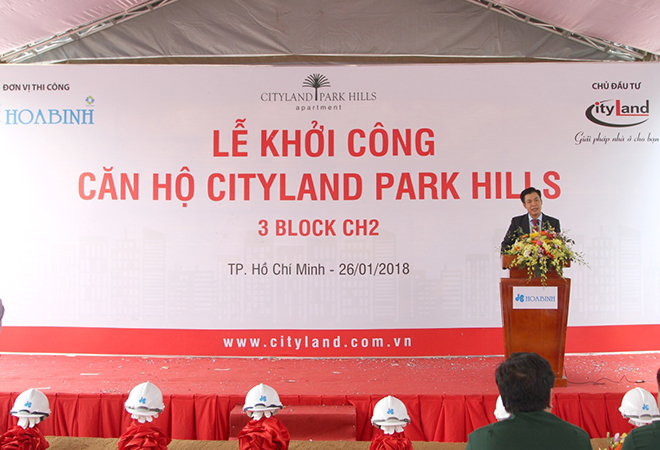 ĐƠN VỊ THI CÔNG
HOABINH
CITYLAND PARK HILLS
apartment
CHỦ ĐẦU TƯ
CityLand
Giải pháp nhà ở cho bạn
LỄ KHỞI CÔNG
CĂN HỘ CITYLAND PARK HILLS
3 BLOCK CH2
TP. Hồ Chí Minh - 26/01/2018
HOABINH
www.cityland.com.vn